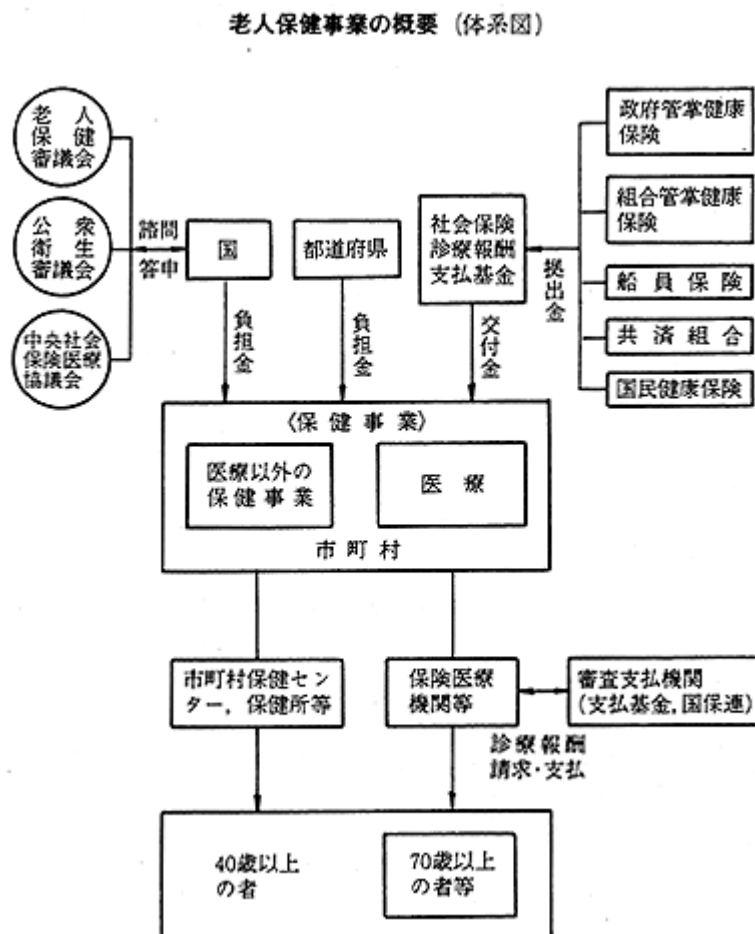 老人保健事業の概要 (体系図)
老人
保健
審議会
公衆
衛生
審議会
中央社会
保険医療
協議会
諮問
答申
国
都道府県
社会保険
診療報酬
支払基金
拠出金
政府管掌健康
保険
組合管掌健康
保険
船員保険
共済組合
国民健康保険
負担金
負担金
交付金
〈保健事業〉
医療以外の
保健事業
医療
市町村
市町村保健セン
ター,保健所等
保険医療
機関等
審査支払機関
(支払基金,国保連)
診療報酬
請求・支払
40歳以上
の者
70歳以上
の者等